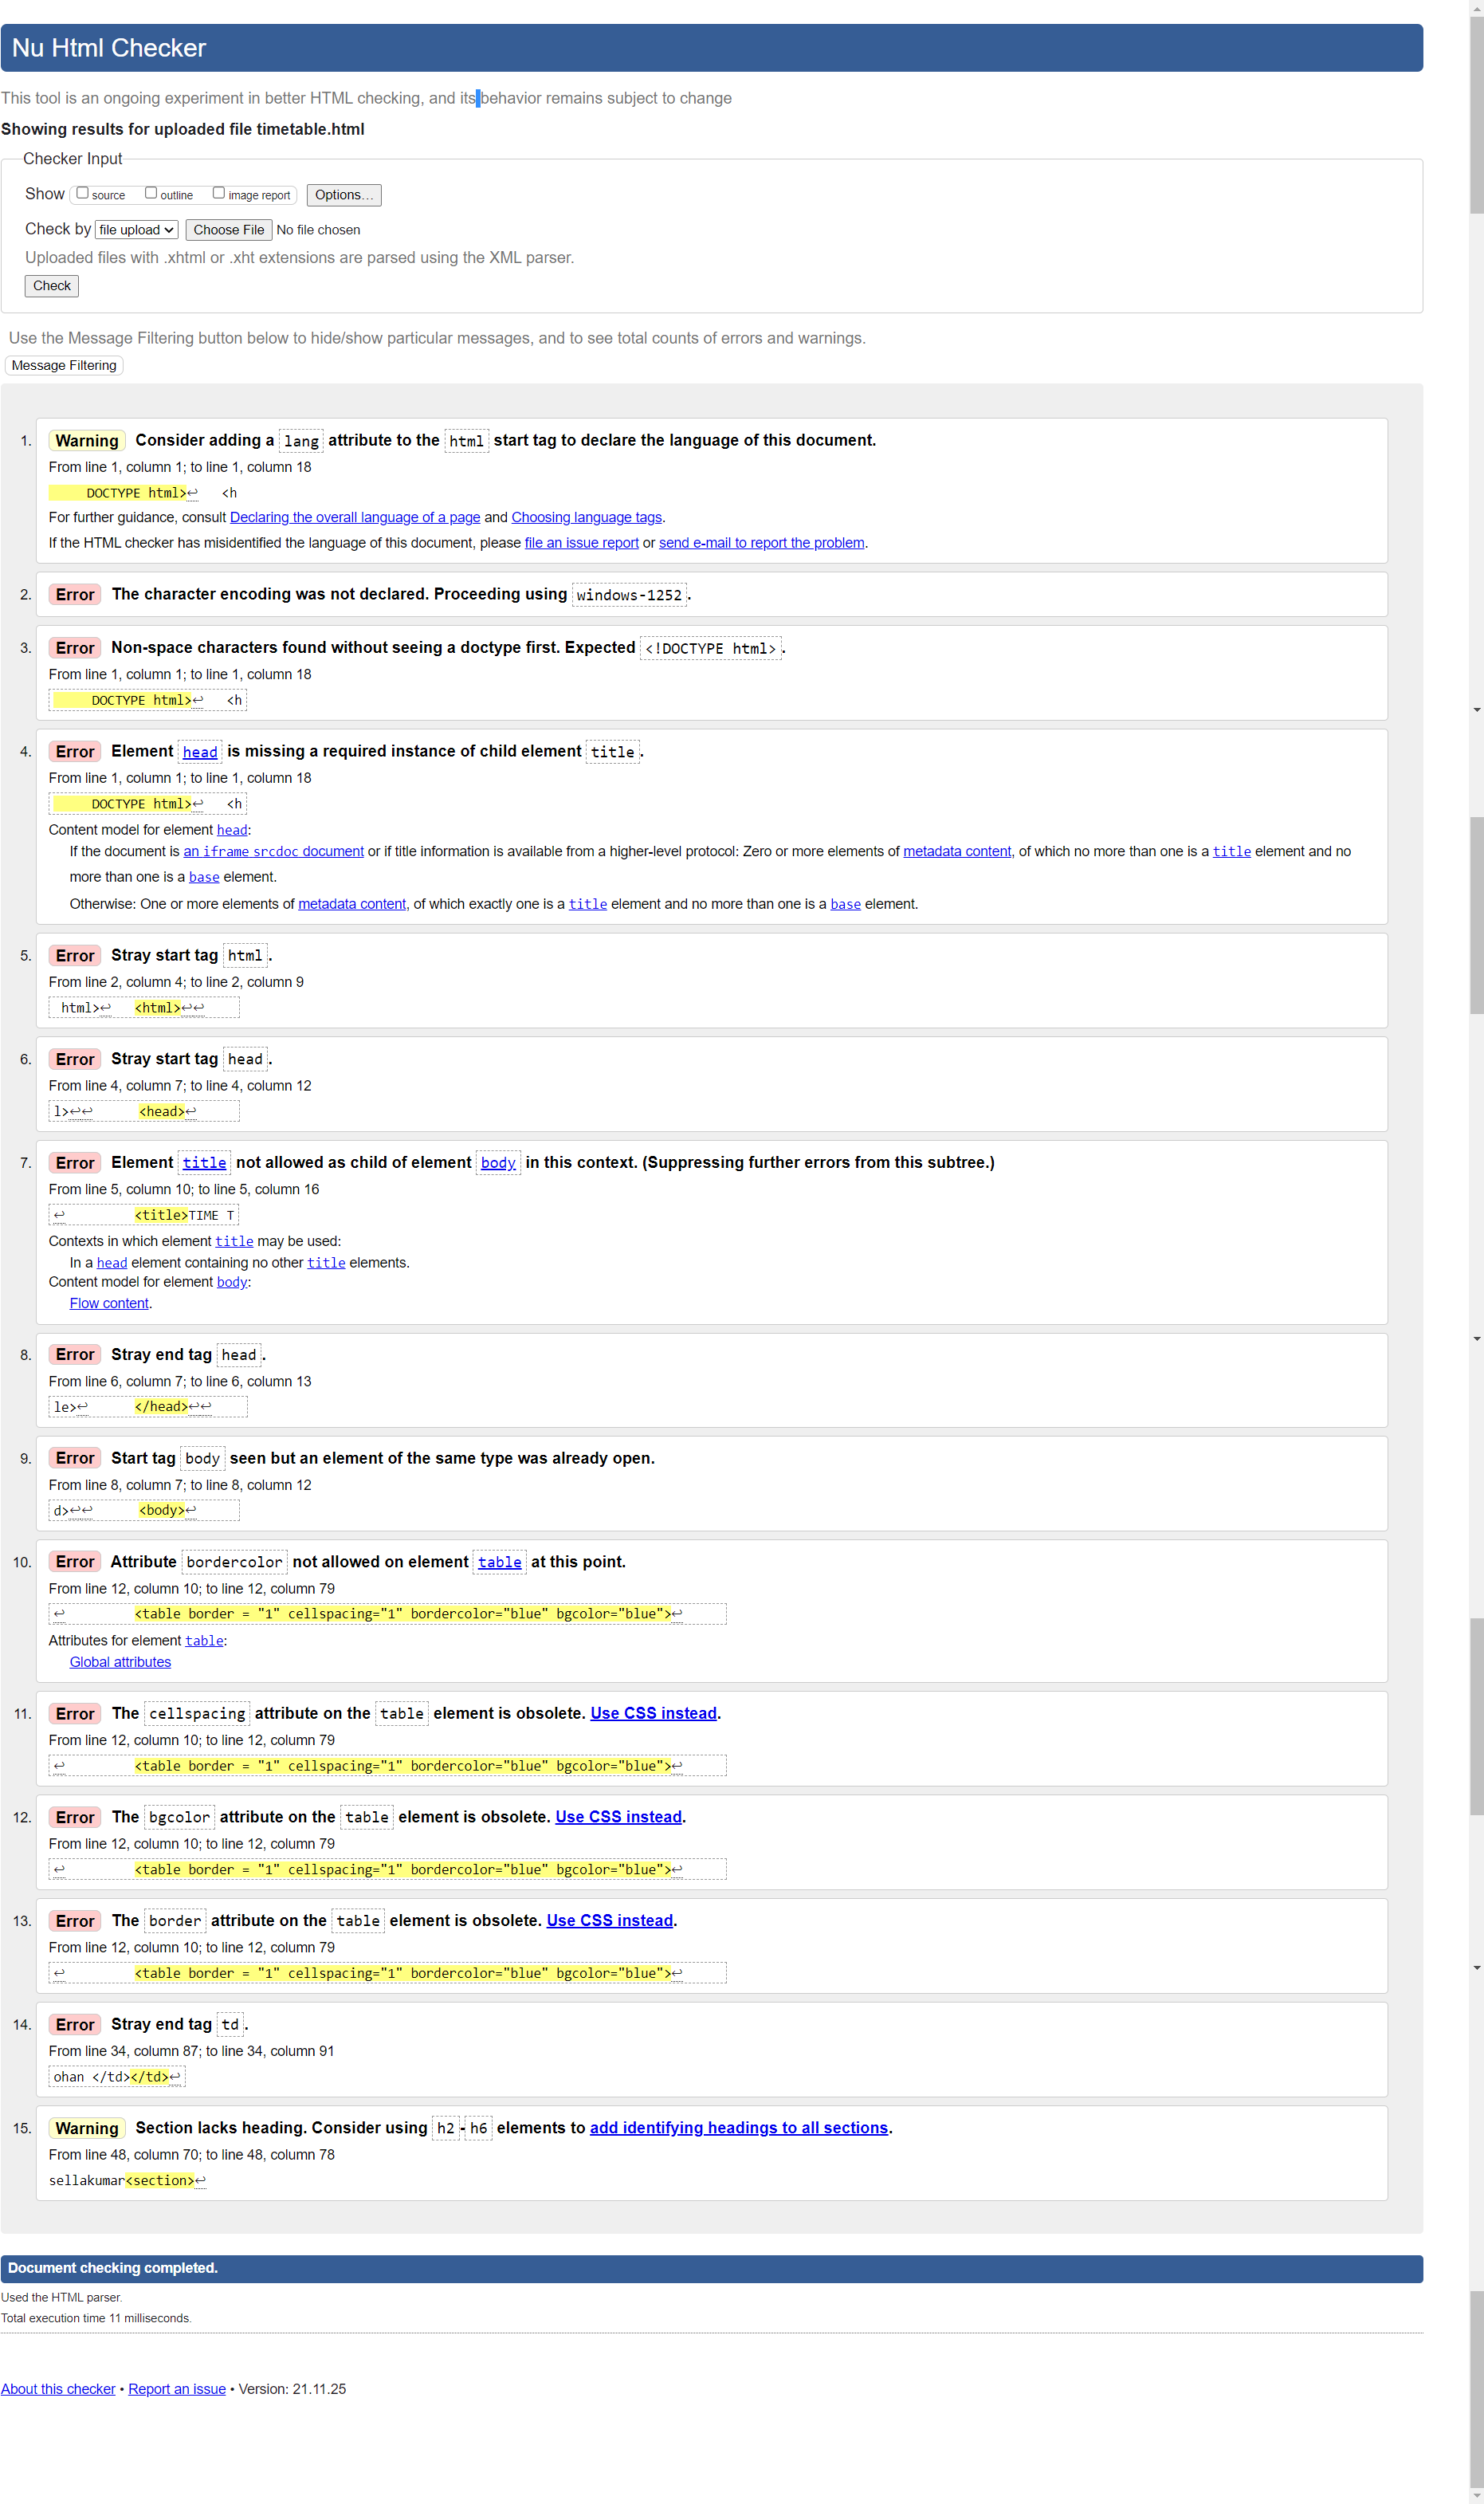 Nu Html Checker
This tool is an ongoing experiment in better HTML checking, and its behavior remains subject to change
Showing results for uploaded file timetable.html
Checker Input
Show source outline image report Options…
Check by file upload Choose File No file chosen
Uploaded files with .xhtml or .xht extensions are parsed using the XML parser.
Check
Use the Message Filtering button below to hide/show particular messages, and to see total counts of errors and warnings.
Message Filtering
1. Warning Consider adding a lang attribute to the html start tag to declare the language of this document.
From line 1, column 1; to line 1, column 18
DOCTYPE html>↩ <h
For further guidance, consult Declaring the overall language of a page and Choosing language tags.
If the HTML checker has misidentified the language of this document, please file an issue report or send e-mail to report the problem.
2. Error The character encoding was not declared. Proceeding using windows-1252.
3. Error Non-space characters found without seeing a doctype first. Expected <!DOCTYPE html>.
From line 1, column 1; to line 1, column 18
DOCTYPE html>↩ <h
4. Error Element head is missing a required instance of child element title.
From line 1, column 1; to line 1, column 18
DOCTYPE html>↩ <h
Content model for element head:
If the document is an iframe srcdoc document or if title information is available from a higher-level protocol: Zero or more elements of metadata content, of which no more than one is a title element and no
more than one is a base element.
Otherwise: One or more elements of metadata content, of which exactly one is a title element and no more than one is a base element.
5. Error Stray start tag html.
From line 2, column 4; to line 2, column 9
html>↩ <html>↩↩
6. Error Stray start tag head.
From line 4, column 7; to line 4, column 12
l>↩↩ <head>↩
7. Error Element title not allowed as child of element body in this context. (Suppressing further errors from this subtree.)
From line 5, column 10; to line 5, column 16
↩ <title>TIME T
Contexts in which element title may be used:
In a head element containing no other title elements.
Content model for element body:
Flow content.
8. Error Stray end tag head.
From line 6, column 7; to line 6, column 13
le>↩ </head>↩↩
9. Error Start tag body seen but an element of the same type was already open.
From line 8, column 7; to line 8, column 12
d>↩↩ <body>↩
10. Error Attribute bordercolor not allowed on element table at this point.
From line 12, column 10; to line 12, column 79
↩ <table border = "1" cellspacing="1" bordercolor="blue" bgcolor="blue">↩
Attributes for element table:
Global attributes
11. Error The cellspacing attribute on the table element is obsolete. Use CSS instead.
From line 12, column 10; to line 12, column 79
↩ <table border = "1" cellspacing="1" bordercolor="blue" bgcolor="blue">↩
12. Error The bgcolor attribute on the table element is obsolete. Use CSS instead.
From line 12, column 10; to line 12, column 79
↩ <table border = "1" cellspacing="1" bordercolor="blue" bgcolor="blue">↩
13. Error The border attribute on the table element is obsolete. Use CSS instead.
From line 12, column 10; to line 12, column 79
↩ <table border = "1" cellspacing="1" bordercolor="blue" bgcolor="blue">↩
14. Error Stray end tag td.
From line 34, column 87; to line 34, column 91
ohan </td></td>↩
15. Warning Section lacks heading. Consider using h2-h6 elements to add identifying headings to all sections.
From line 48, column 70; to line 48, column 78
sellakumar<section>↩
Document checking completed.
Used the HTML parser.
Total execution time 11 milliseconds.
About this checker • Report an issue • Version: 21.11.25